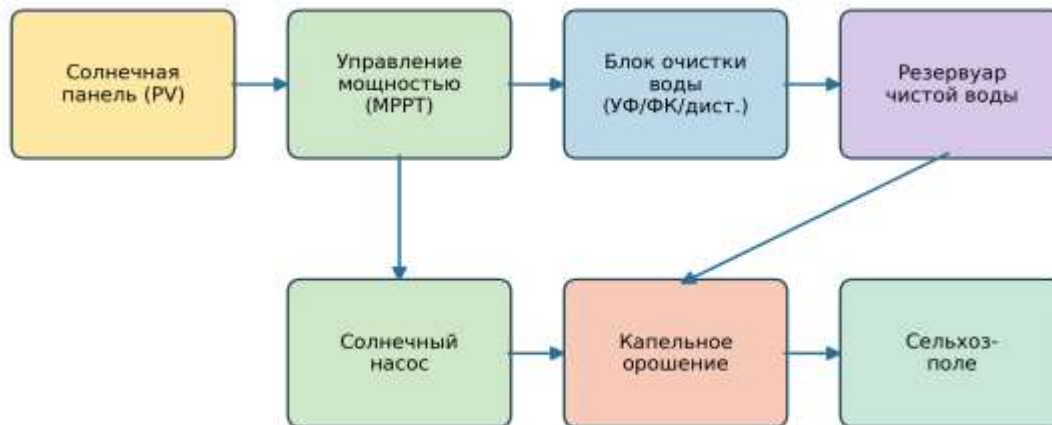 Солнечная
панель (PV)
Управление
мощностью
(MPPT)
Блок очистки
воды
(УФ/ФК/дист.)
Резервуар
чистой воды
Солнечный
насос
Капельное
орошение
Сельхоз-
поле